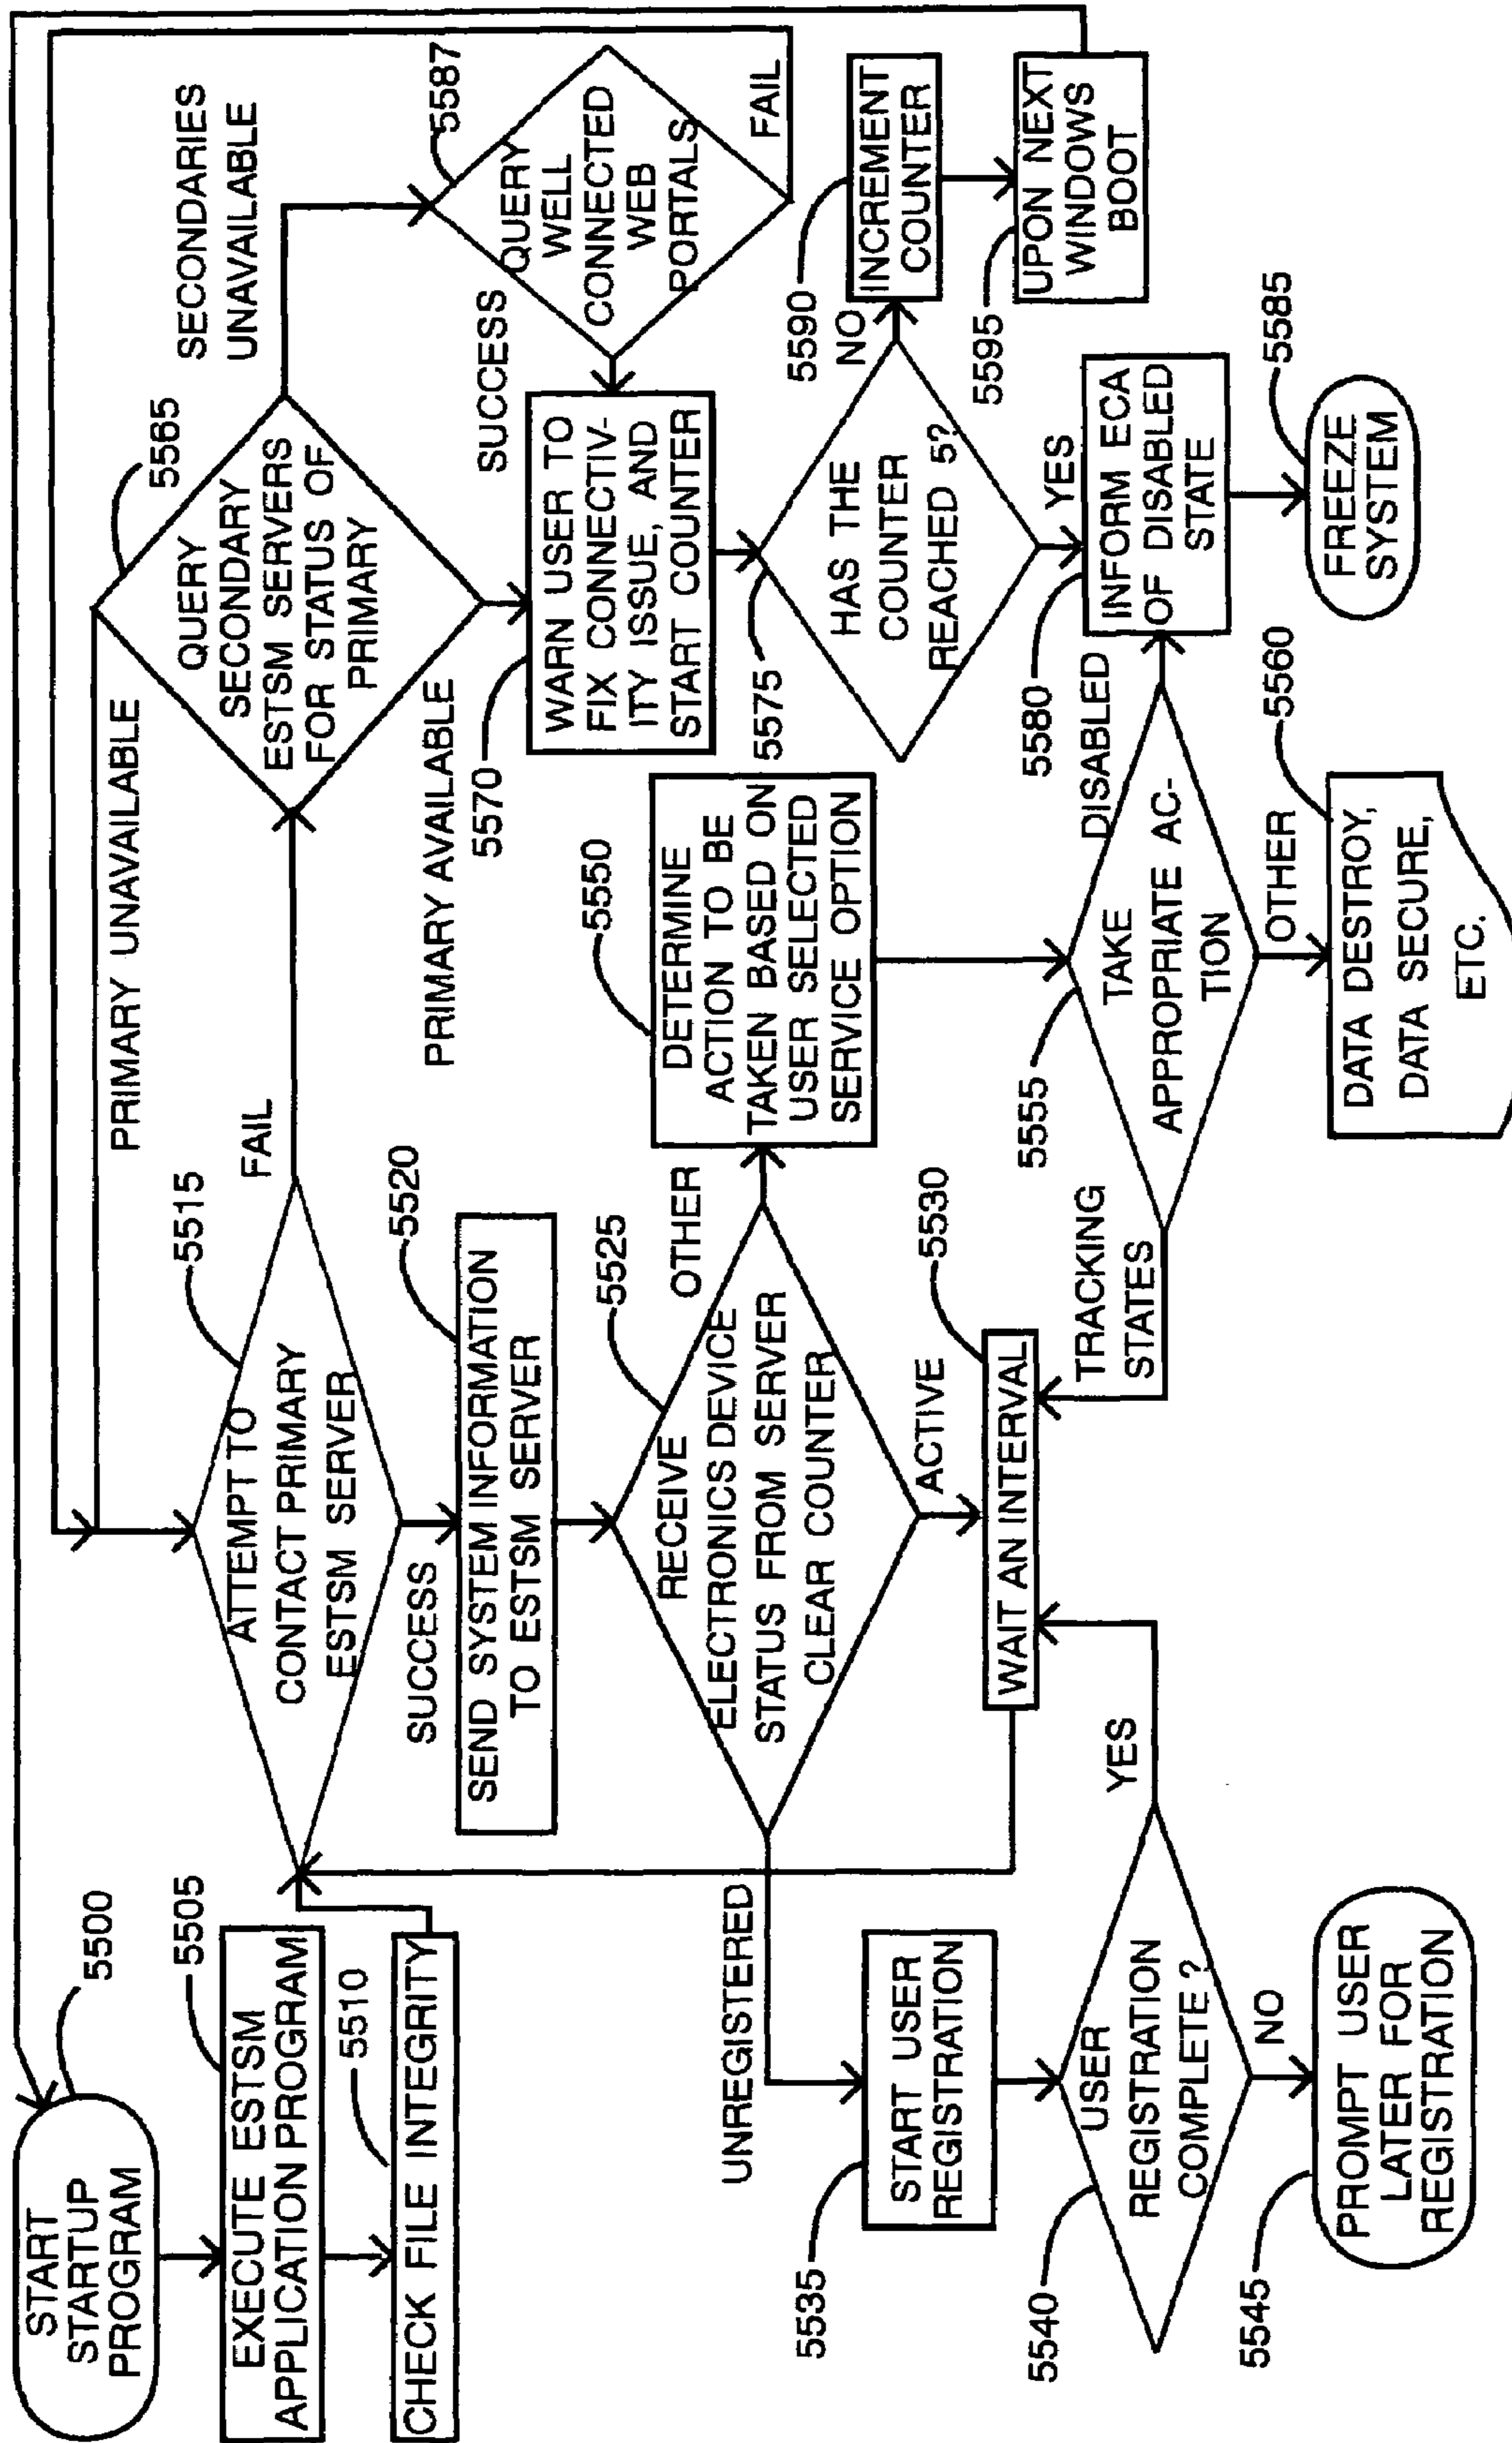 START
STARTUP
PROGRAM
5500
EXECUTE ESTSM
APPLICATION PROGRAM
5505
CHECK FILE INTEGRITY
5510
ATTEMPT TO
CONTACT PRIMARY
ESTSM SERVER
5515
FAIL
SUCCESS
PRIMARY UNAVAILABLE
SEND SYSTEM INFORMATION
TO ESTSM SERVER
5520
RECEIVE
ELECTRONICS DEVICE
STATUS FROM SERVER
CLEAR COUNTER
5525
OTHER
ACTIVE
UNREGISTERED
WAIT AN INTERVAL
5530
START USER
REGISTRATION
5535
USER
REGISTRATION
COMPLETE ?
5540
YES
NO
PROMPT USER
LATER FOR
REGISTRATION
5545
DETERMINE
ACTION TO BE
TAKEN BASED ON
USER SELECTED
SERVICE OPTION
5550
TAKE
APPROPRIATE AC-
TION
5555
TRACKING
STATES
DISABLED
OTHER
DATA DESTROY,
DATA SECURE,
ETC.
5560
QUERY
SECONDARY
ESTSM SERVERS
FOR STATUS OF
PRIMARY
5565
SECONDARIES
UNAVAILABLE
PRIMARY AVAILABLE
WARN USER TO
FIX CONNECTIV-
ITY ISSUE, AND
START COUNTER
5570
HAS THE
COUNTER
REACHED 5?
5575
YES
NO
INFORM ECA
OF DISABLED
STATE
5580
FREEZE
SYSTEM
5585
QUERY
WELL
CONNECTED
WEB
PORTALS
5587
SUCCESS
FAIL
INCREMENT
COUNTER
5590
UPON NEXT
WINDOWS
BOOT
5595